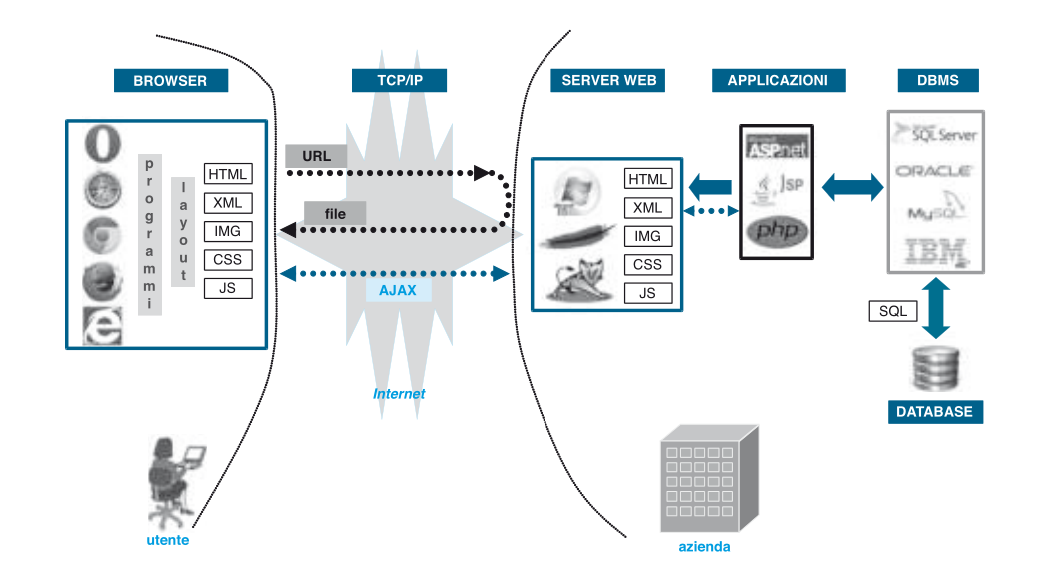 BROWSER
TCP/IP
SERVER WEB
APPLICAZIONI
DBMS
programmi
layout
HTML
XML
IMG
CSS
JS
URL
file
AJAX
Internet
HTML
XML
IMG
CSS
JS
Microsoft
ASP.net
JSP
php
SQL Server
ORACLE
MySQL
IBM
SQL
DATABASE
utente
azienda